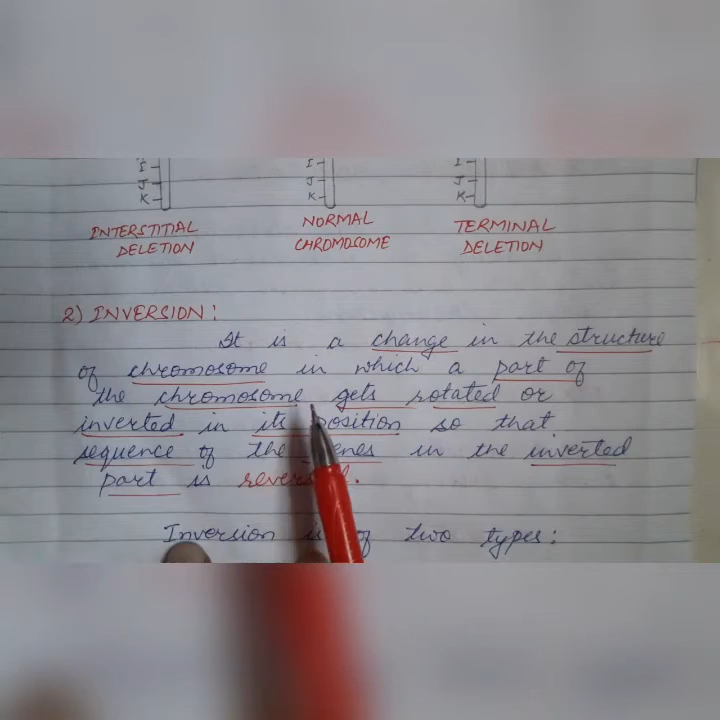 I- I- I-
J- J- J-
K- K- K-
INTERSTITIAL DELETION
NORMAL CHROMOSOME
TERMINAL DELETION
2) INVERSION:
It is a change in the structure
of chromosome in which a part of
the chromosome gets rotated or
inverted in its position so that
sequence of the genes in the inverted
part is reversed.
Inversion is of two types: